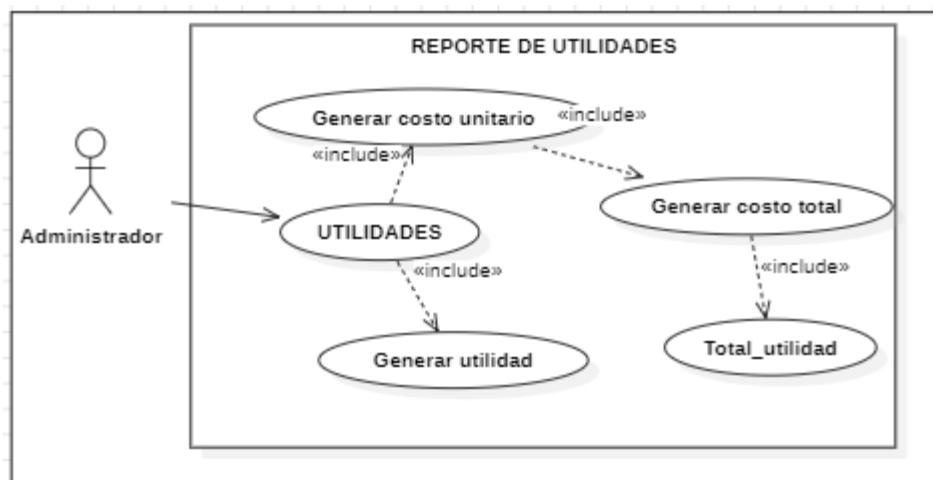 REPORTE DE UTILIDADES
Generar costo unitario
«include»
«include»
Generar costo total
Administrador
UTILIDADES
«include»
«include»
Generar utilidad
Total_utilidad